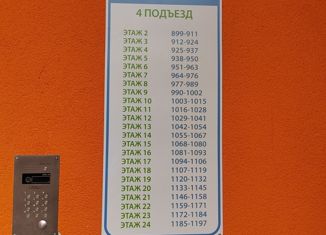 4 ПОДЪЕЗД
ЭТАЖ 2 899-911
ЭТАЖ 3 912-924
ЭТАЖ 4 925-937
ЭТАЖ 5 938-950
ЭТАЖ 6 951-963
ЭТАЖ 7 964-976
ЭТАЖ 8 977-989
ЭТАЖ 9 990-1002
ЭТАЖ 10 1003-1015
ЭТАЖ 11 1016-1028
ЭТАЖ 12 1029-1041
ЭТАЖ 13 1042-1054
ЭТАЖ 14 1055-1067
ЭТАЖ 15 1068-1080
ЭТАЖ 16 1081-1093
ЭТАЖ 17 1094-1106
ЭТАЖ 18 1107-1119
ЭТАЖ 19 1120-1132
ЭТАЖ 20 1133-1145
ЭТАЖ 21 1146-1158
ЭТАЖ 22 1159-1171
ЭТАЖ 23 1172-1184
ЭТАЖ 24 1185-1197